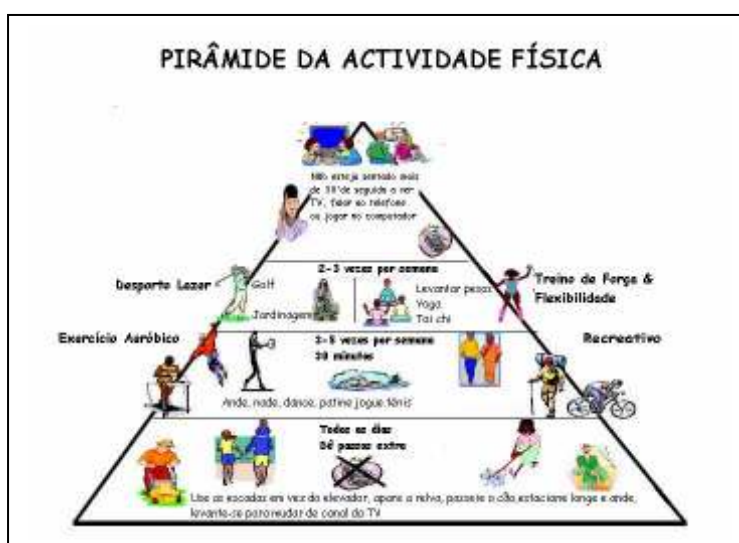 PIRÂMIDE DA ACTIVIDADE FÍSICA
Não esteja sentado mais
de 30'de seguida a ver
TV, falar ao telefone
ou jogar no computador
2-3 vezes por semana
Desporto Lazer
Golf
Jardinagem
Levantar pesos
Yoga
Tai chi
Treino de Força &
Flexibilidade
Exercício Aeróbico
3-5 vezes por semana
30 minutos
Recreativo
Ande, nade, dance, patine jogue ténis
Todos os dias
Dê passos extra
Use as escadas em vez do elevador, apare a relva, passeie o cão,estacione longe e ande,
levante-se para mudar de canal da TV